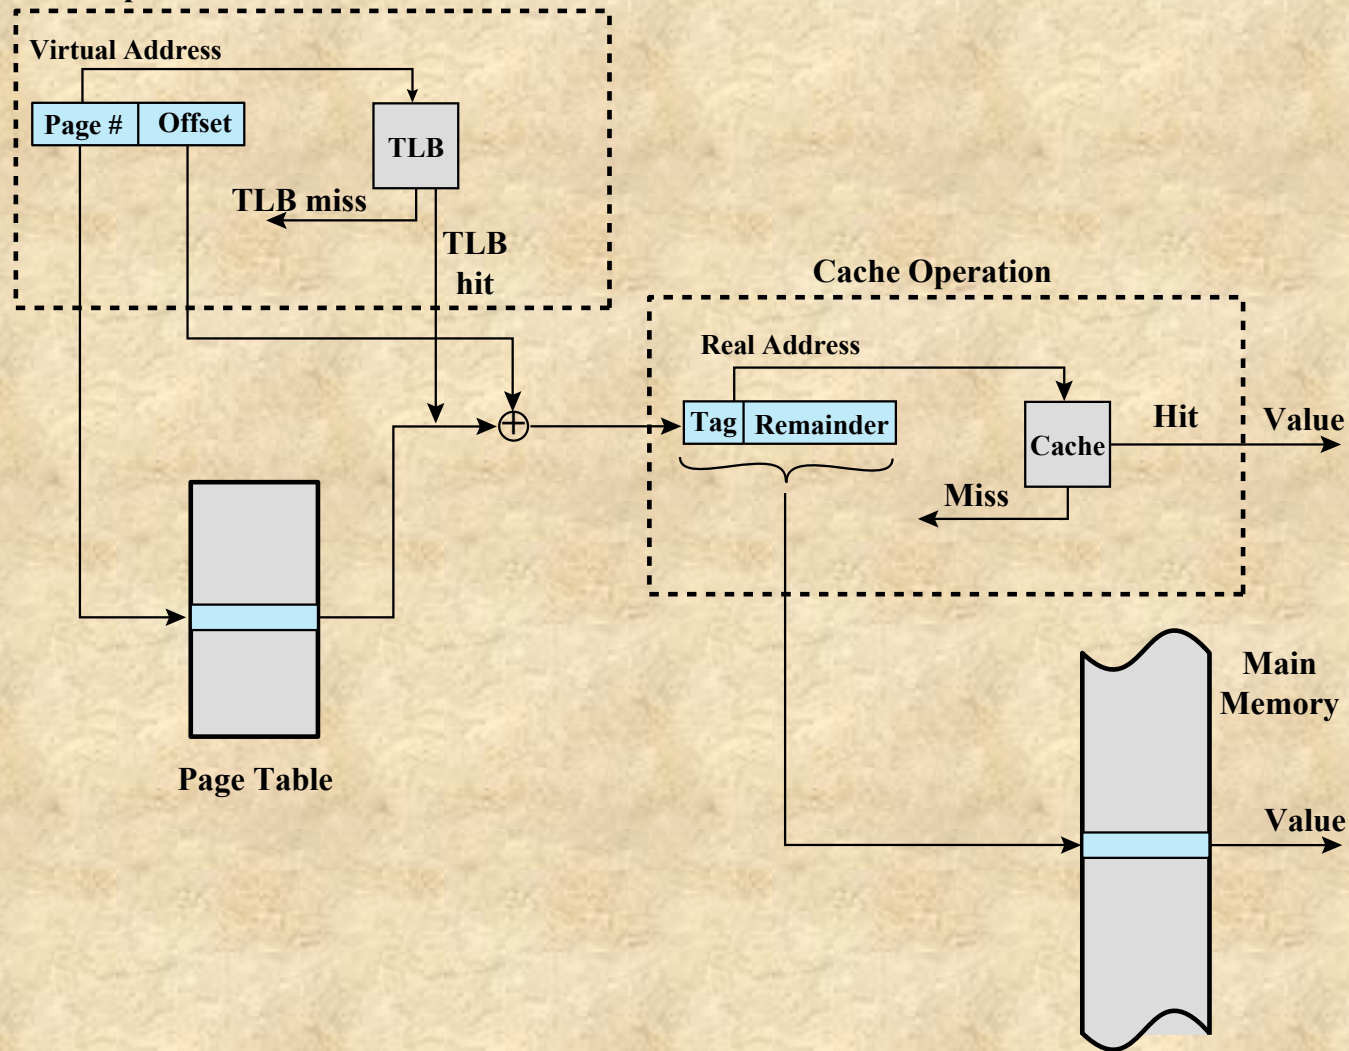 Virtual Address
Page # Offset
TLB
TLB miss
TLB
hit
Cache Operation
Real Address
Tag Remainder
Cache
Hit
Value
Miss
Page Table
Main
Memory
Value